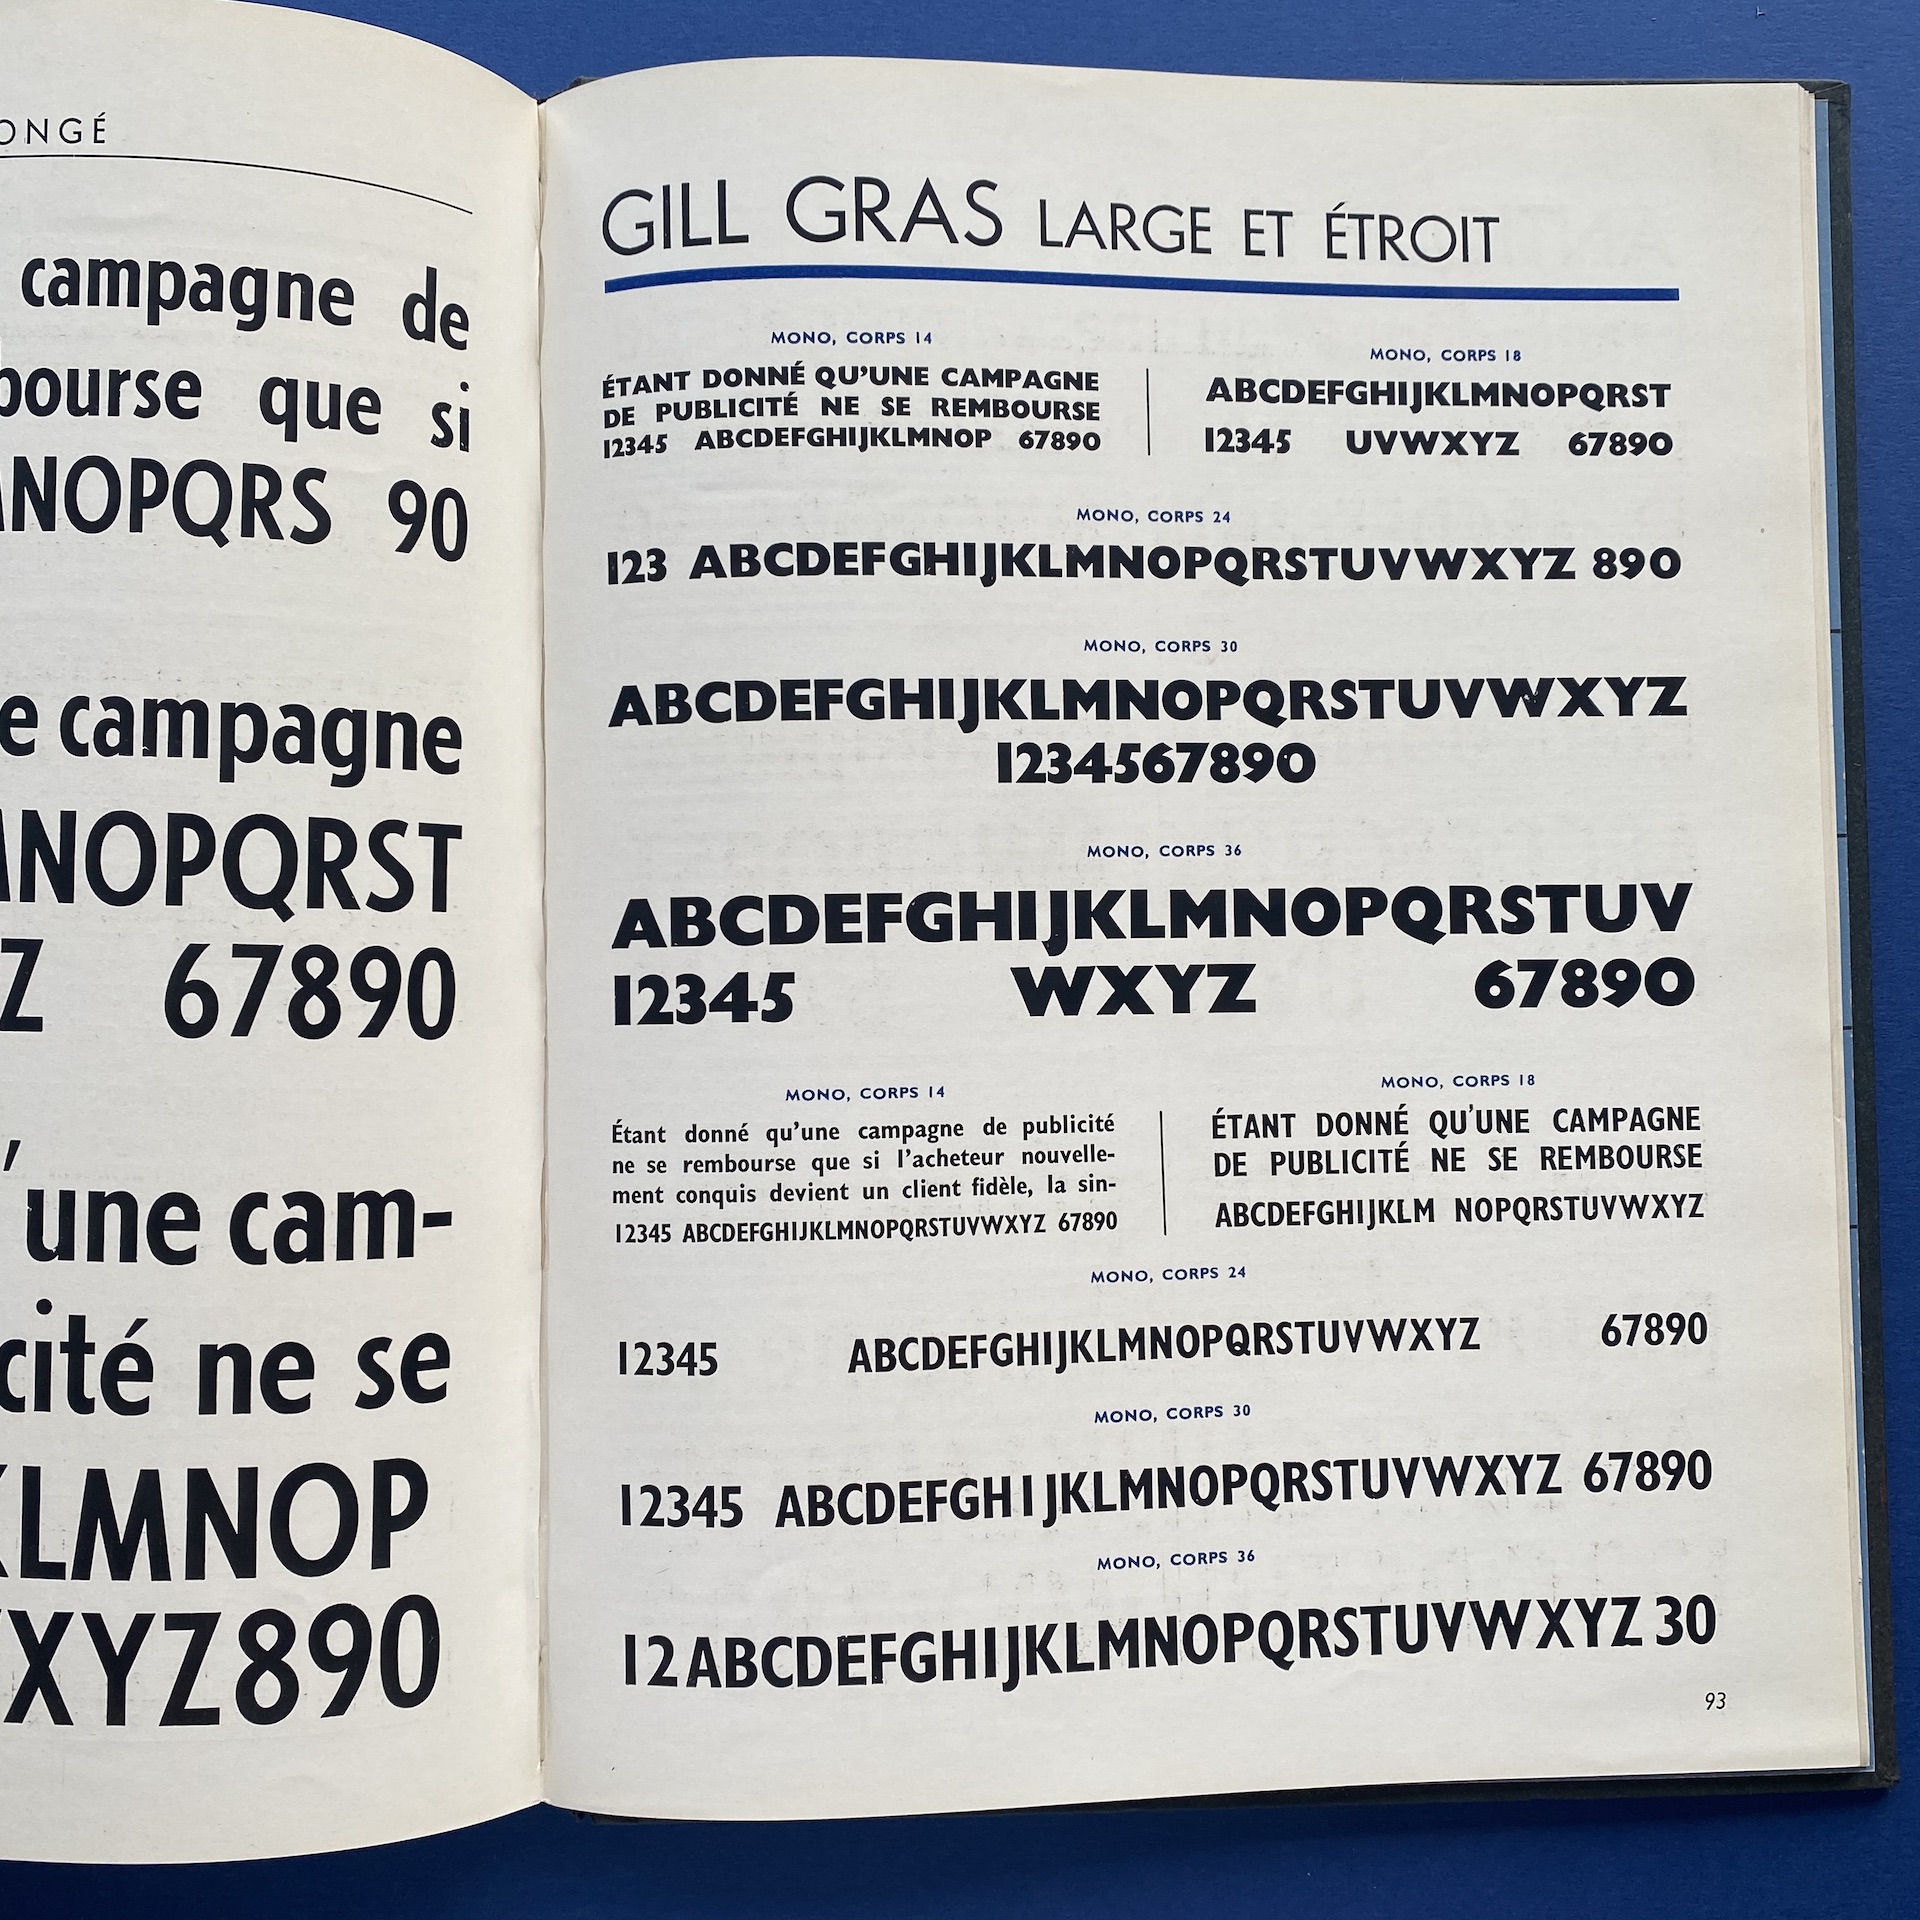 ONGÉ
campagne de
bourse que si
NOPQRS 90
e campagne
NOPQRST
Z 67890
, une cam-
cité ne se
KLMNOP
XYZ890
GILL GRAS LARGE ET ÉTROIT
MONO, CORPS 14
ÉTANT DONNÉ QU'UNE CAMPAGNE
DE PUBLICITÉ NE SE REMBOURSE
12345 ABCDEFGHIJKLMNOP 67890
MONO, CORPS 18
ABCDEFGHIJKLMNOPQRST
12345 UVWXYZ 67890
MONO, CORPS 24
123 ABCDEFGHIJKLMNOPQRSTUVWXYZ 890
MONO, CORPS 30
ABCDEFGHIJKLMNOPQRSTUVWXYZ
1234567890
MONO, CORPS 36
ABCDEFGHIJKLMNOPQRSTUV
12345 WXYZ 67890
MONO, CORPS 14
Étant donné qu'une campagne de publicité
ne se rembourse que si l'acheteur nouvelle-
ment conquis devient un client fidèle, la sin-
12345 ABCDEFGHIJKLMNOPQRSTUVWXYZ 67890
MONO, CORPS 18
ÉTANT DONNÉ QU'UNE CAMPAGNE
DE PUBLICITÉ NE SE REMBOURSE
ABCDEFGHIJKLM NOPQRSTUVWXYZ
MONO, CORPS 24
12345 ABCDEFGHIJKLMNOPQRSTUVWXYZ 67890
MONO, CORPS 30
12345 ABCDEFGHIJKLMNOPQRSTUVWXYZ 67890
MONO, CORPS 36
12 ABCDEFGHIJKLMNOPQRSTUVWXYZ 30
93